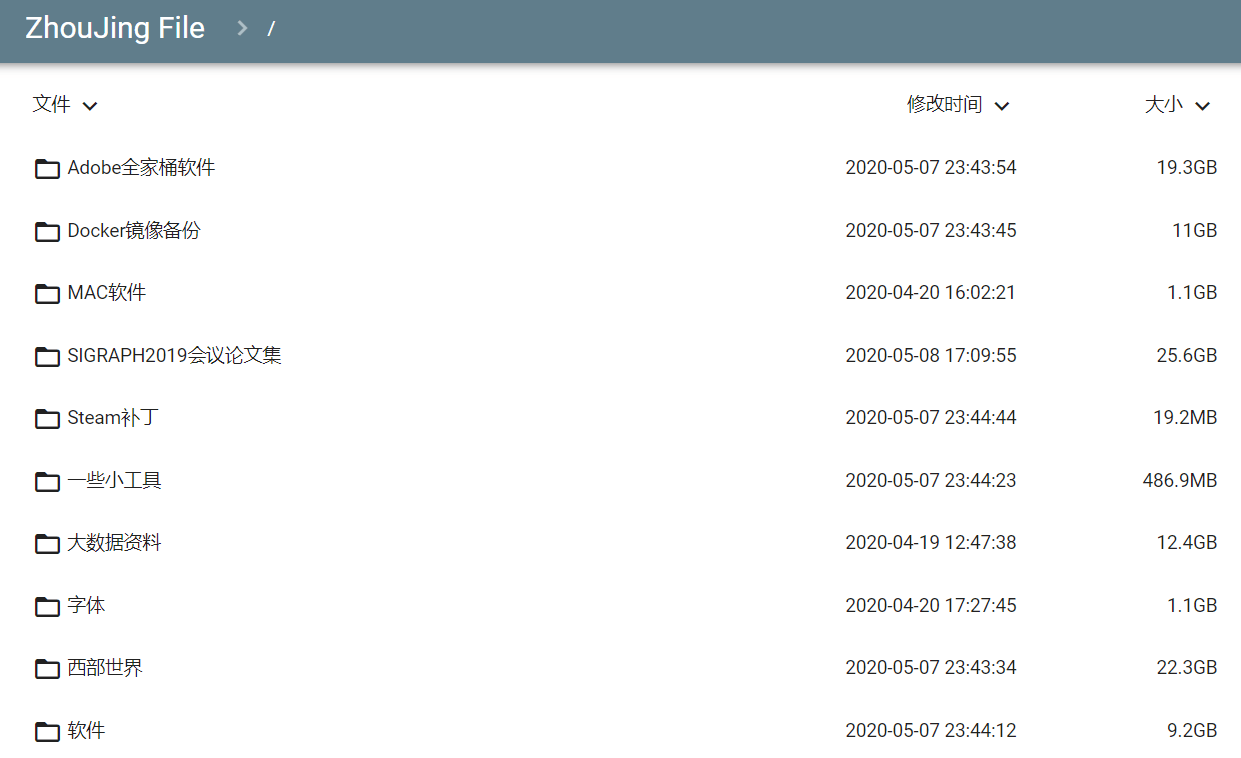 ZhouJing File > /
文件 修改时间 大小
Adobe全家桶软件 2020-05-07 23:43:54 19.3GB
Docker镜像备份 2020-05-07 23:43:45 11GB
MAC软件 2020-04-20 16:02:21 1.1GB
SIGRAPH2019会议论文集 2020-05-08 17:09:55 25.6GB
Steam补丁 2020-05-07 23:44:44 19.2MB
一些小工具 2020-05-07 23:44:23 486.9MB
大数据资料 2020-04-19 12:47:38 12.4GB
字体 2020-04-20 17:27:45 1.1GB
西部世界 2020-05-07 23:43:34 22.3GB
软件 2020-05-07 23:44:12 9.2GB